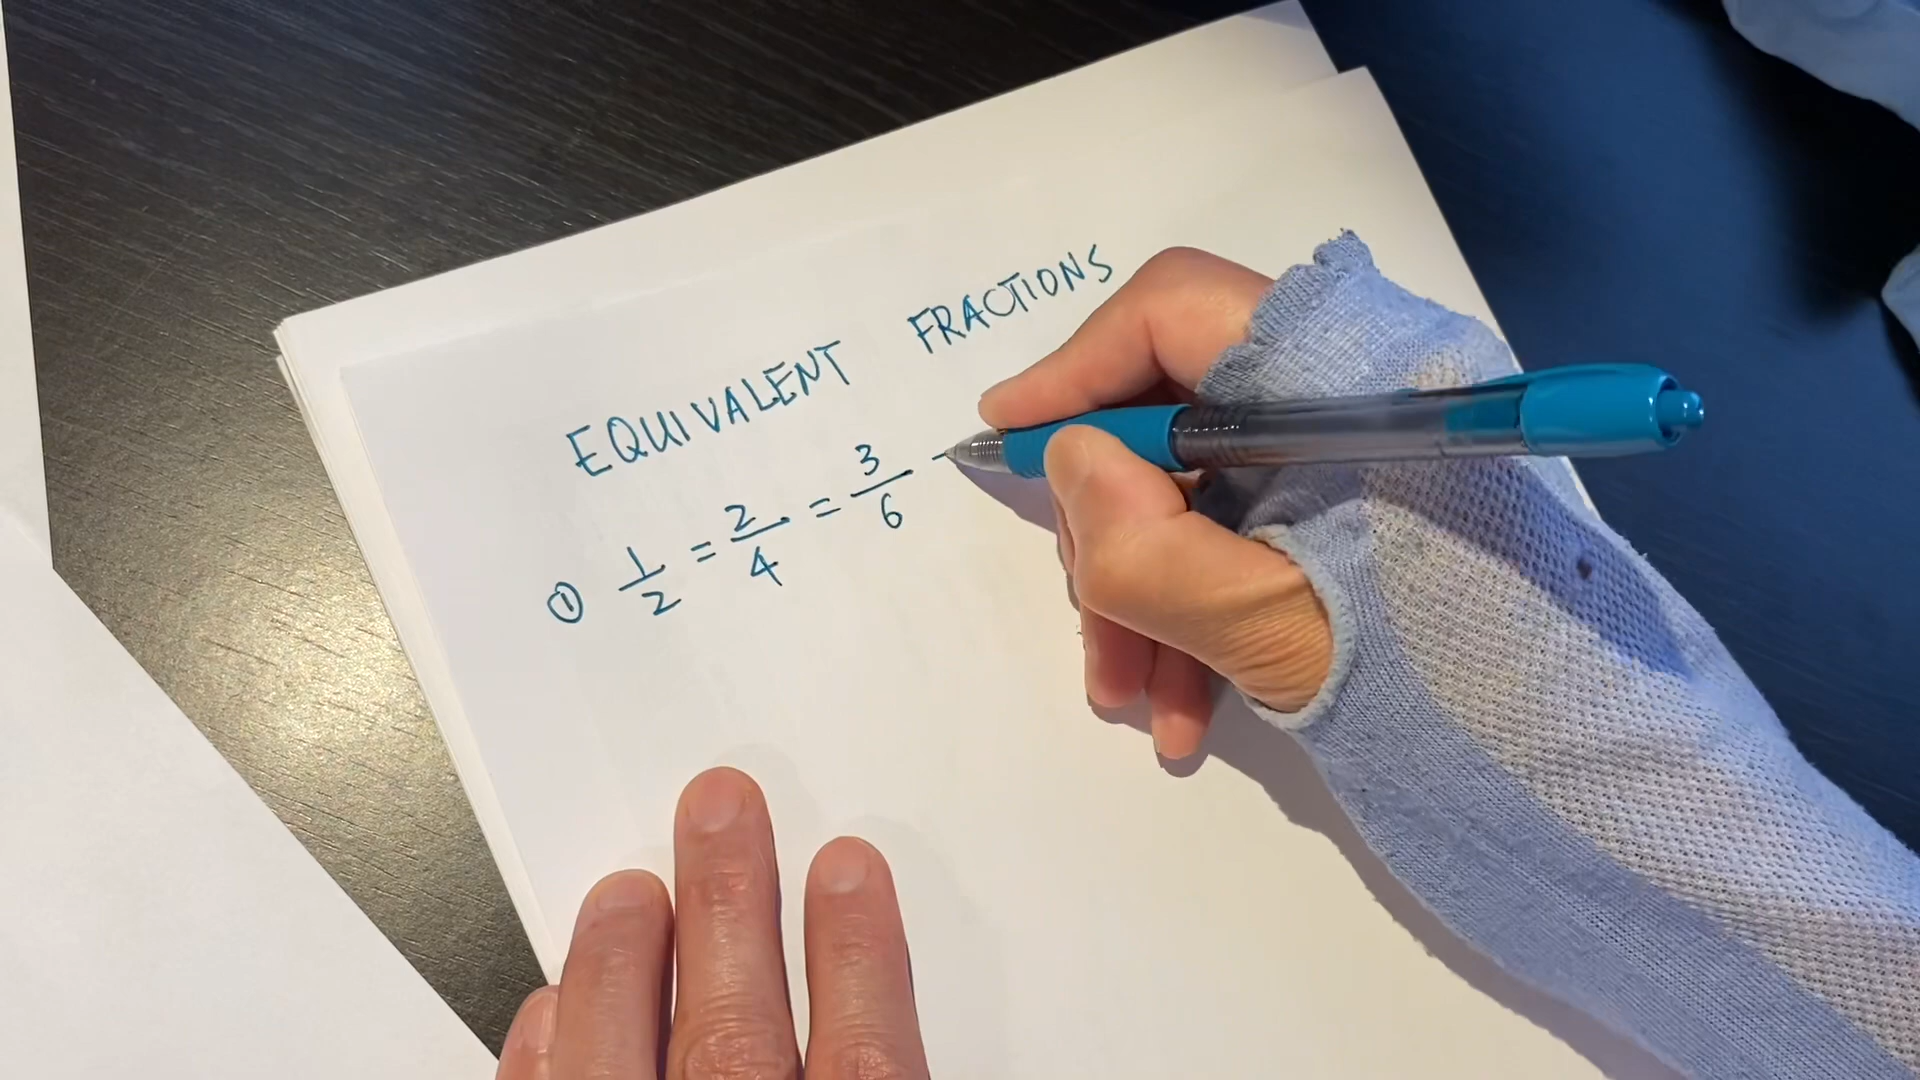 EQUIVALENT FRACTIONS
① 1/2 = 2/4 = 3/6 -